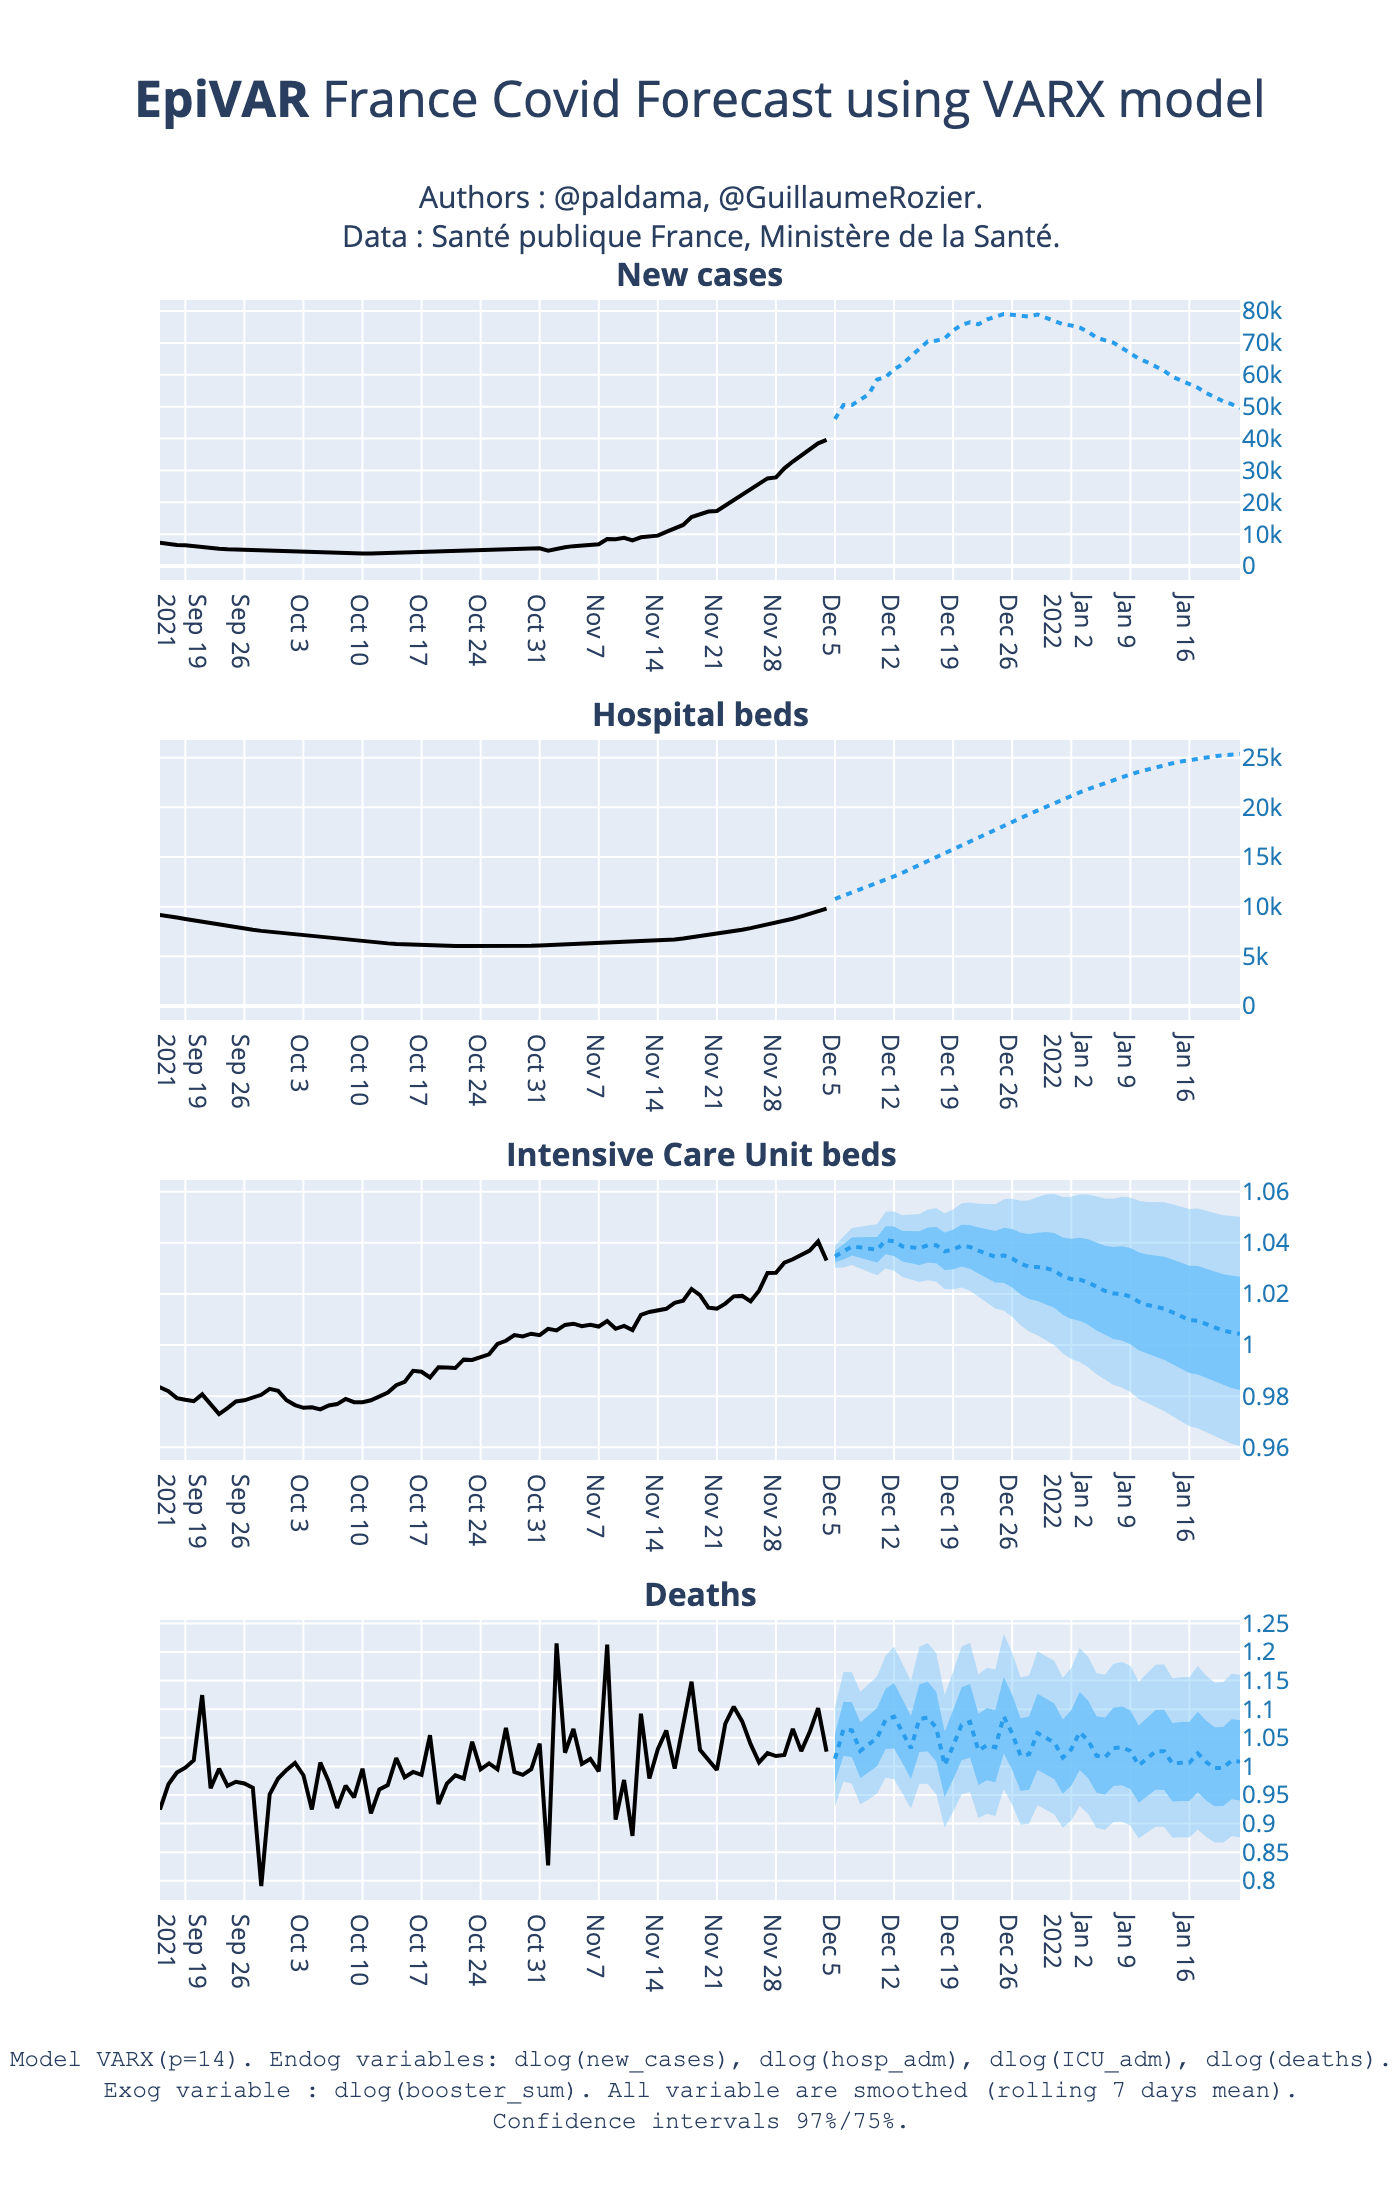 EpiVAR France Covid Forecast using VARX model
Authors : @paldama, @GuillaumeRozier.
Data : Santé publique France, Ministère de la Santé.
New cases
80k
70k
60k
50k
40k
30k
20k
10k
0
Sep 19
2021
Sep 26
Oct 3
Oct 10
Oct 17
Oct 24
Oct 31
Nov 7
Nov 14
Nov 21
Nov 28
Dec 5
Dec 12
Dec 19
Dec 26
Jan 2
2022
Jan 9
Jan 16
Hospital beds
25k
20k
15k
10k
5k
0
Sep 19
2021
Sep 26
Oct 3
Oct 10
Oct 17
Oct 24
Oct 31
Nov 7
Nov 14
Nov 21
Nov 28
Dec 5
Dec 12
Dec 19
Dec 26
Jan 2
2022
Jan 9
Jan 16
Intensive Care Unit beds
1.06
1.04
1.02
1
0.98
0.96
Sep 19
2021
Sep 26
Oct 3
Oct 10
Oct 17
Oct 24
Oct 31
Nov 7
Nov 14
Nov 21
Nov 28
Dec 5
Dec 12
Dec 19
Dec 26
Jan 2
2022
Jan 9
Jan 16
Deaths
1.25
1.2
1.15
1.1
1.05
1
0.95
0.9
0.85
0.8
Sep 19
2021
Sep 26
Oct 3
Oct 10
Oct 17
Oct 24
Oct 31
Nov 7
Nov 14
Nov 21
Nov 28
Dec 5
Dec 12
Dec 19
Dec 26
Jan 2
2022
Jan 9
Jan 16
Model VARX(p=14). Endog variables: dlog(new_cases), dlog(hosp_adm), dlog(ICU_adm), dlog(deaths).
Exog variable : dlog(booster_sum). All variable are smoothed (rolling 7 days mean).
Confidence intervals 97%/75%.